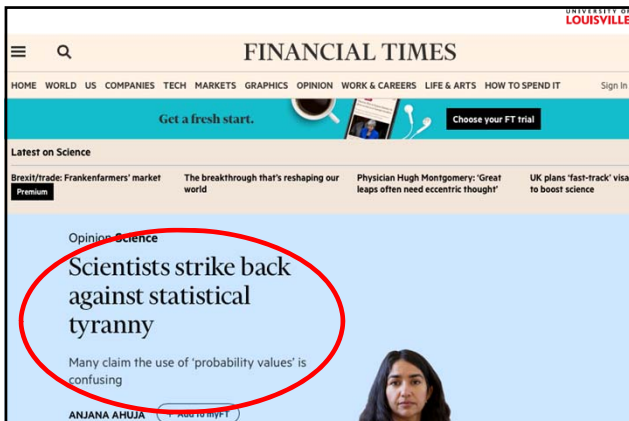 UNIVERSITY OF
LOUISVILLE
FINANCIAL TIMES
HOME WORLD US COMPANIES TECH MARKETS GRAPHICS OPINION WORK & CAREERS LIFE & ARTS HOW TO SPEND IT Sign In
Get a fresh start. Choose your FT trial
Latest on Science
Brexit/trade: Frankenfarmers' market The breakthrough that's reshaping our Physician Hugh Montgomery: 'Great UK plans 'fast-track' visa
Premium world leaps often need eccentric thought' to boost science
Opinion Science
Scientists strike back
against statistical
tyranny
Many claim the use of 'probability values' is
confusing
ANJANA AHUJA + Add to myFT